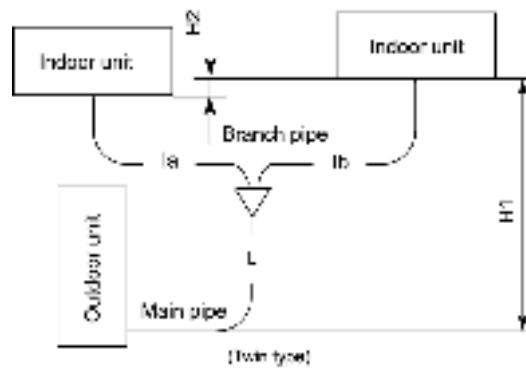 H2
Indoor unit
Indoor unit
Branch pipe
la
lb
H1
Outdoor unit
L
Main pipe
(Twin type)